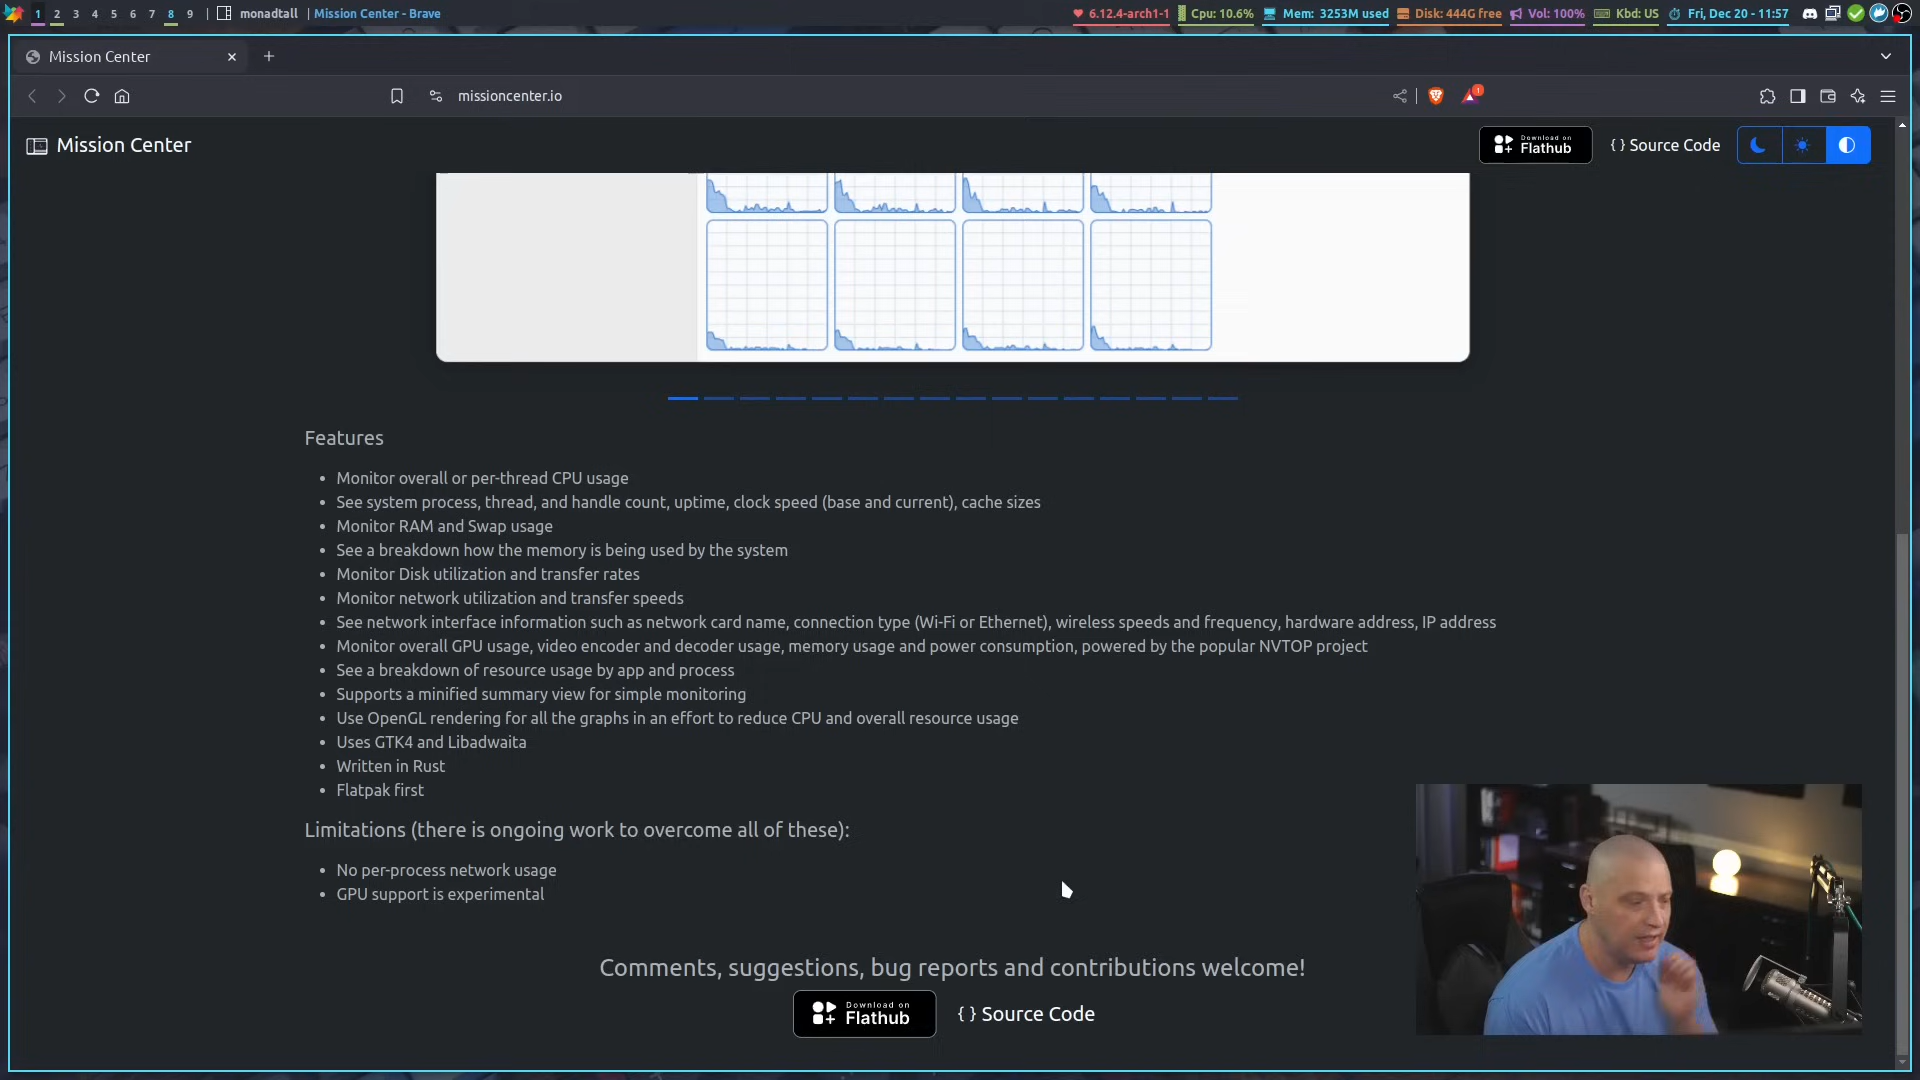 1 2 3 4 5 6 7 8 9 | monadtall | Mission Center - Brave
6.12.4-arch1-1 Cpu: 10.6% Mem: 3253M used Disk: 444G free Vol: 100% Kbd: US Fri, Dec 20 - 11:57
Mission Center
missioncenter.io
1
Mission Center
Download on
Flathub
{ } Source Code
Features
• Monitor overall or per-thread CPU usage
• See system process, thread, and handle count, uptime, clock speed (base and current), cache sizes
• Monitor RAM and Swap usage
• See a breakdown how the memory is being used by the system
• Monitor Disk utilization and transfer rates
• Monitor network utilization and transfer speeds
• See network interface information such as network card name, connection type (Wi-Fi or Ethernet), wireless speeds and frequency, hardware address, IP address
• Monitor overall GPU usage, video encoder and decoder usage, memory usage and power consumption, powered by the popular NVTOP project
• See a breakdown of resource usage by app and process
• Supports a minified summary view for simple monitoring
• Use OpenGL rendering for all the graphs in an effort to reduce CPU and overall resource usage
• Uses GTK4 and Libadwaita
• Written in Rust
• Flatpak first
Limitations (there is ongoing work to overcome all of these):
• No per-process network usage
• GPU support is experimental
Comments, suggestions, bug reports and contributions welcome!
Download on
Flathub
{ } Source Code